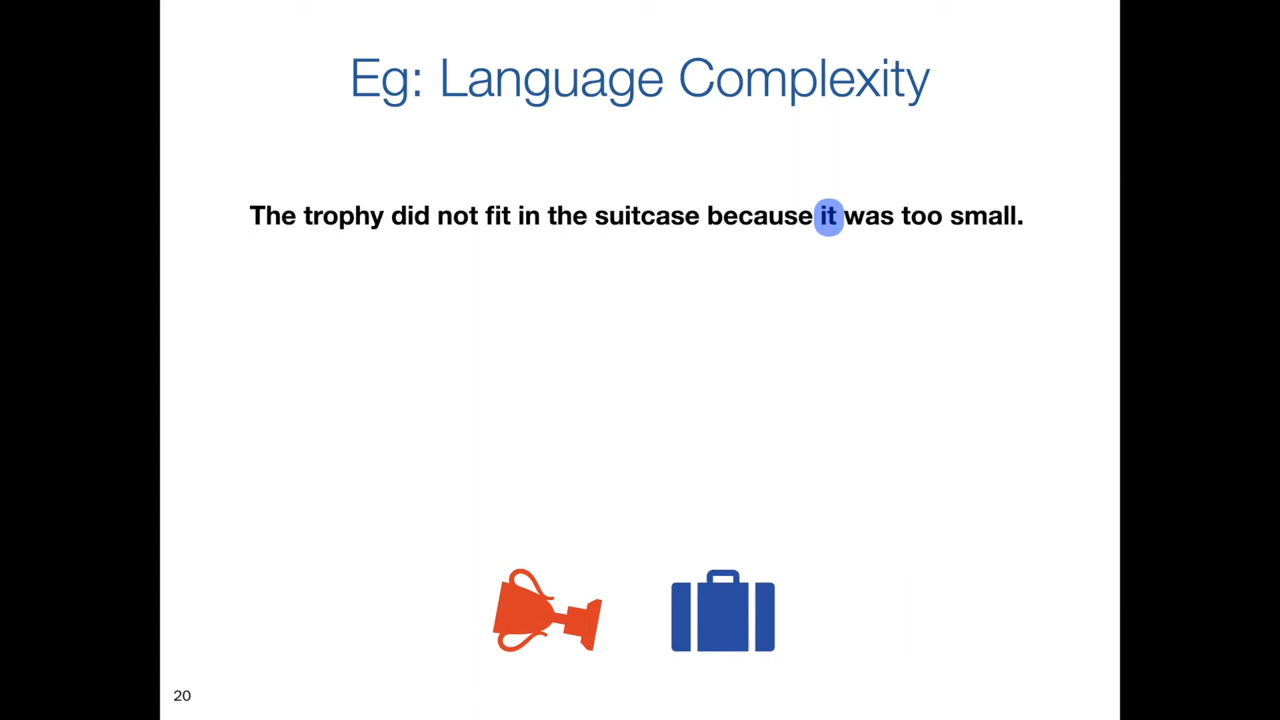 Eg: Language Complexity
The trophy did not fit in the suitcase because it was too small.
20